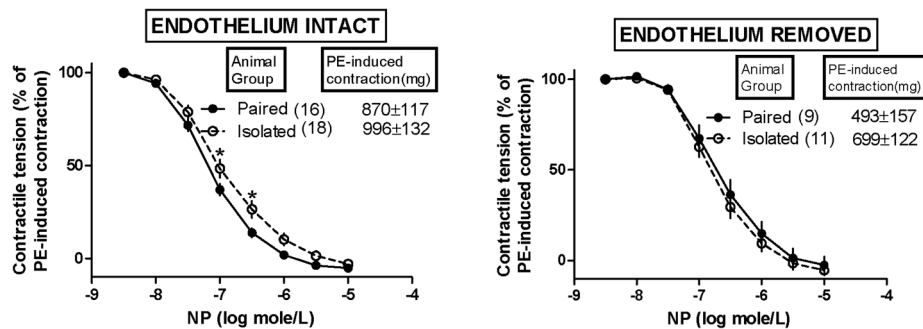 ENDOTHELIUM INTACT
Animal Group
PE-induced contraction(mg)
Paired (16) 870±117
Isolated (18) 996±132
Contractile tension (% of PE-induced contraction)
100
50
0
*
*
-9 -8 -7 -6 -5 -4
NP (log mole/L)
ENDOTHELIUM REMOVED
Animal Group
PE-induced contraction(mg)
Paired (9) 493±157
Isolated (11) 699±122
Contractile tension (% of PE-induced contraction)
100
50
0
-9 -8 -7 -6 -5 -4
NP (log mole/L)